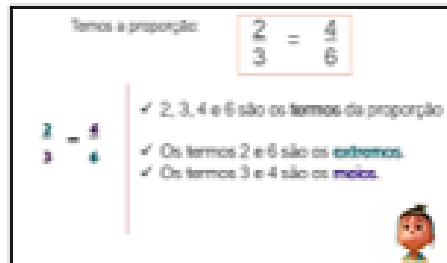 Temos a proporção:
2/3 = 4/6
2/3 = 4/6
✓ 2, 3, 4 e 6 são os termos da proporção
✓ Os termos 2 e 6 são os extremos.
✓ Os termos 3 e 4 são os meios.